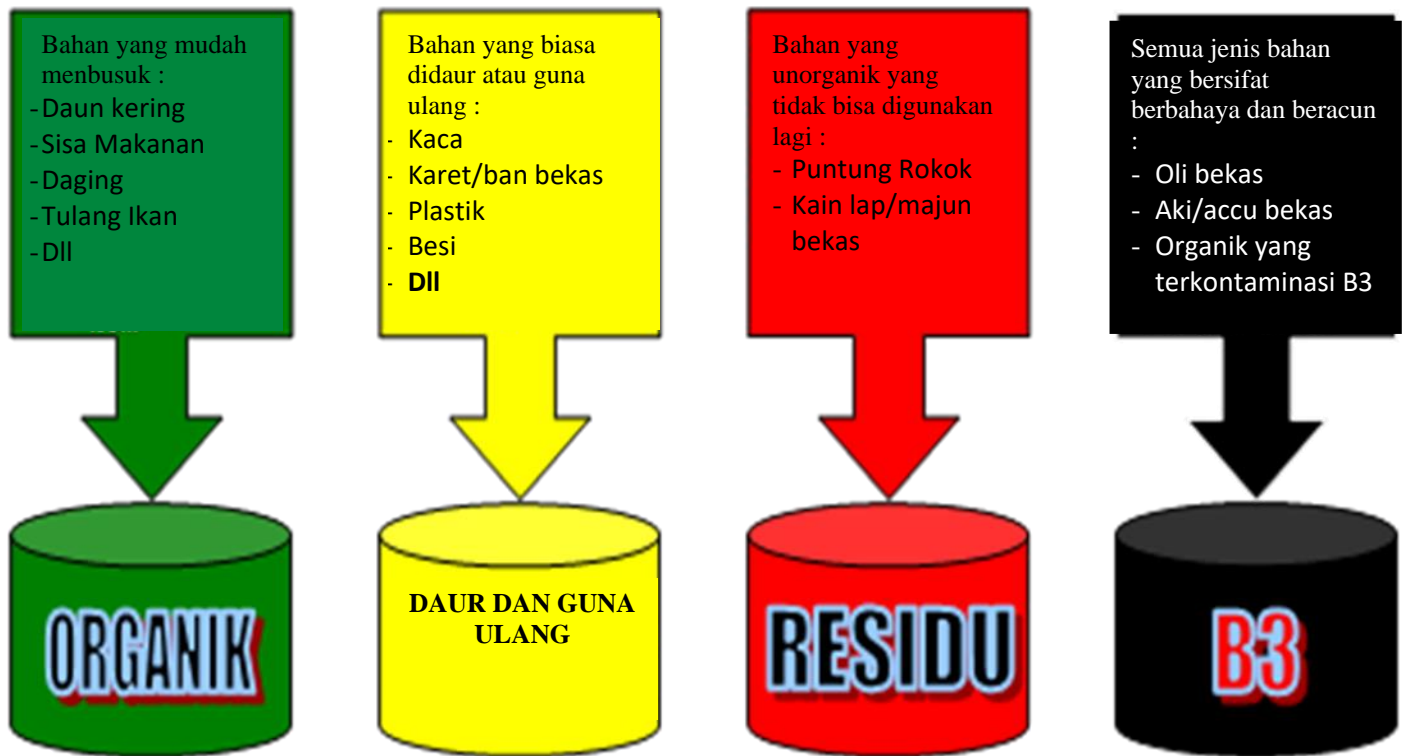 Bahan yang mudah
menbusuk :
-Daun kering
-Sisa Makanan
-Daging
-Tulang Ikan
-Dll
ORGANIK
Bahan yang biasa
didaur atau guna
ulang :
- Kaca
- Karet/ban bekas
- Plastik
- Besi
- Dll
DAUR DAN GUNA
ULANG
Bahan yang
unorganik yang
tidak bisa digunakan
lagi :
- Puntung Rokok
- Kain lap/majun
bekas
RESIDU
Semua jenis bahan
yang bersifat
berbahaya dan beracun
:
- Oli bekas
- Aki/accu bekas
- Organik yang
terkontaminasi B3
B3